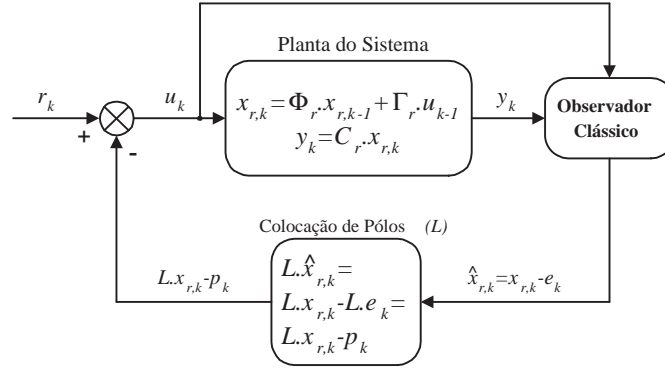 Planta do Sistema
r_k
+
-
u_k
x_{r,k}=Φ_r.x_{r,k-1}+Γ_r.u_{k-1}
y_k=C_r.x_{r,k}
y_k
Observador
Clássico
Colocação de Pólos (L)
L.x_{r,k}-p_k
L.x̂_{r,k}=
L.x_{r,k}-L.e_k=
L.x_{r,k}-p_k
x̂_{r,k}=x_{r,k}-e_k